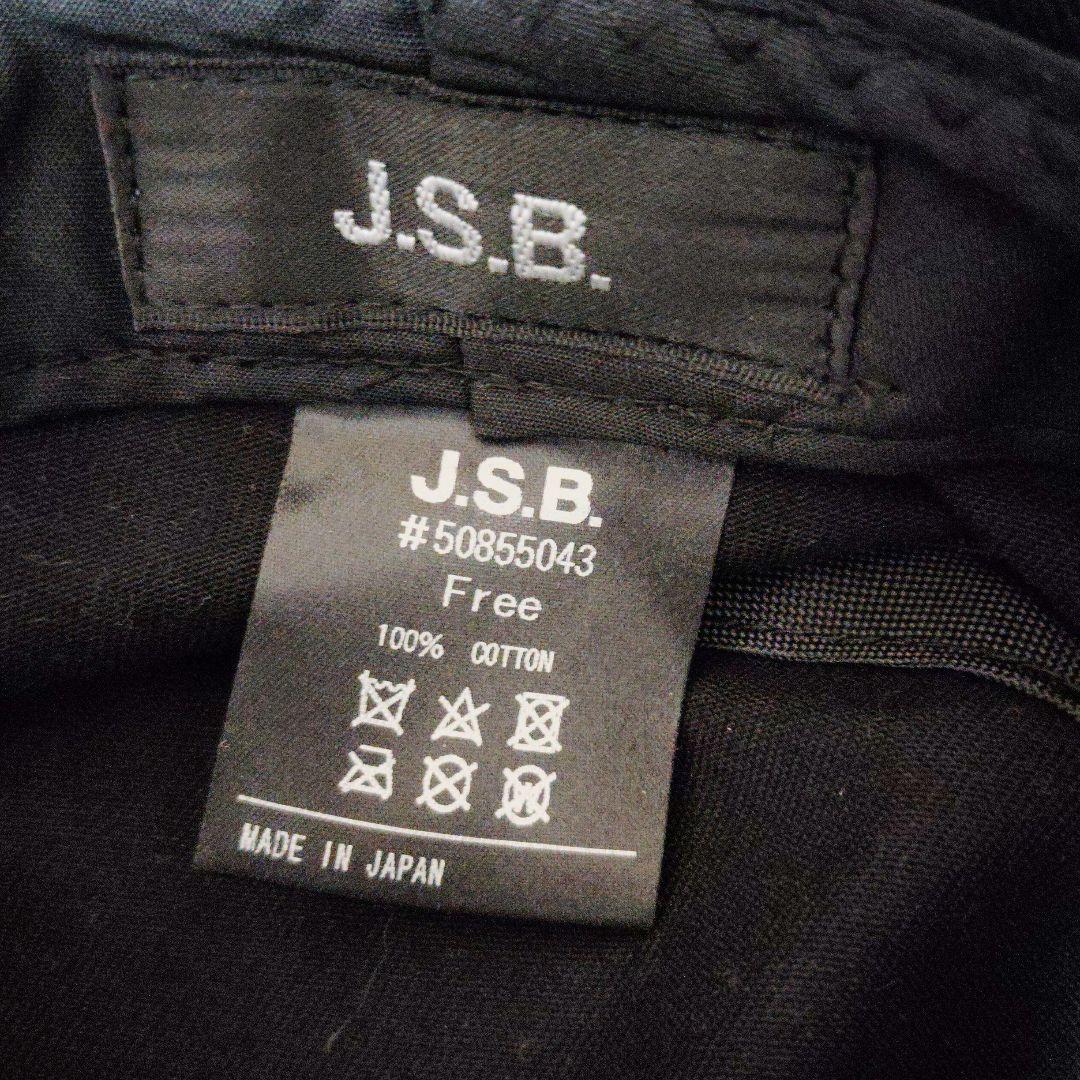 J.S.B.
J.S.B.
#50855043
Free
100% COTTON
W
MADE IN JAPAN